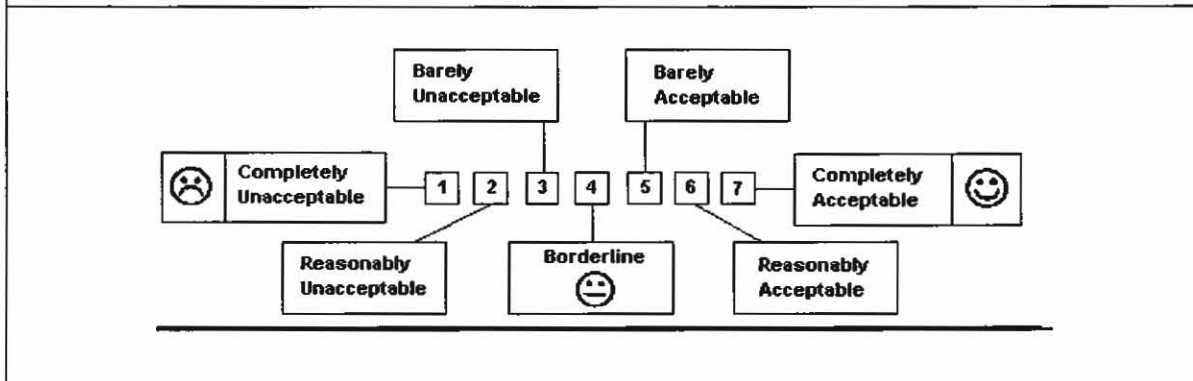 Barely
Unacceptable
Barely
Acceptable
Completely
Unacceptable
1 2 3 4 5 6 7
Completely
Acceptable
Reasonably
Unacceptable
Borderline
Reasonably
Acceptable